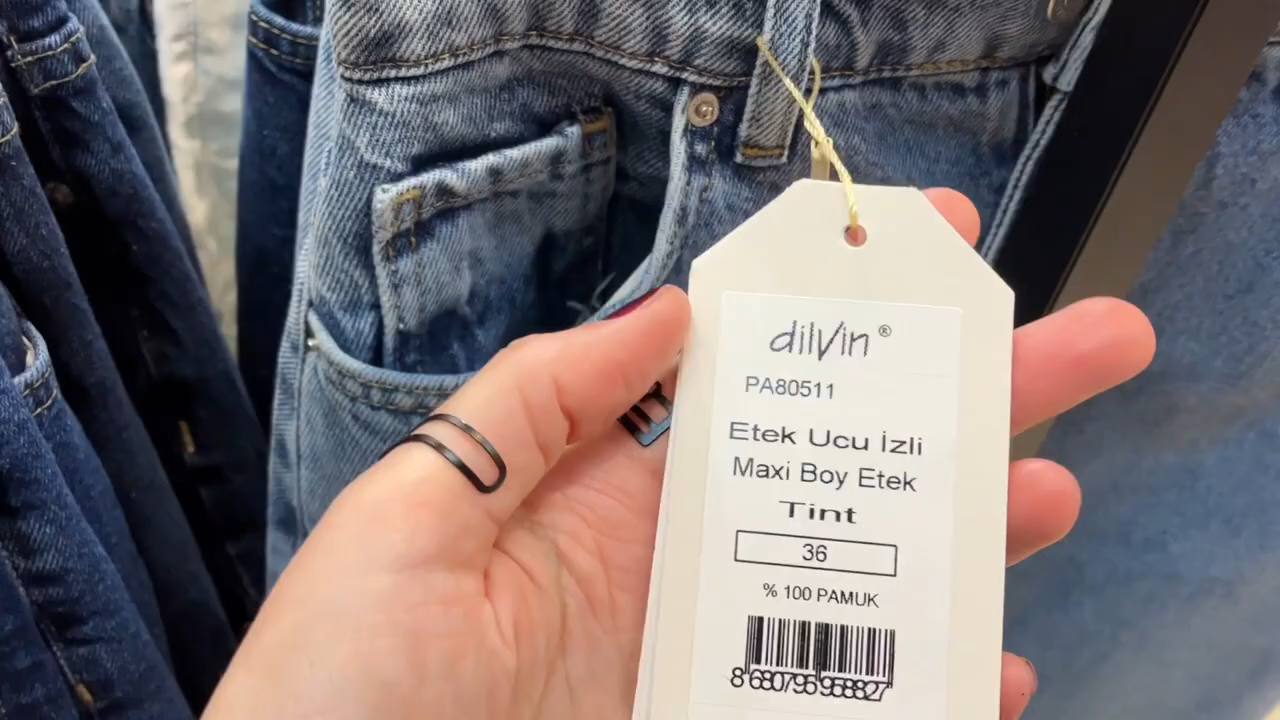 dilvin®
PA80511
Etek Ucu İzli
Maxi Boy Etek
Tint
36
% 100 PAMUK
8 680795 958827